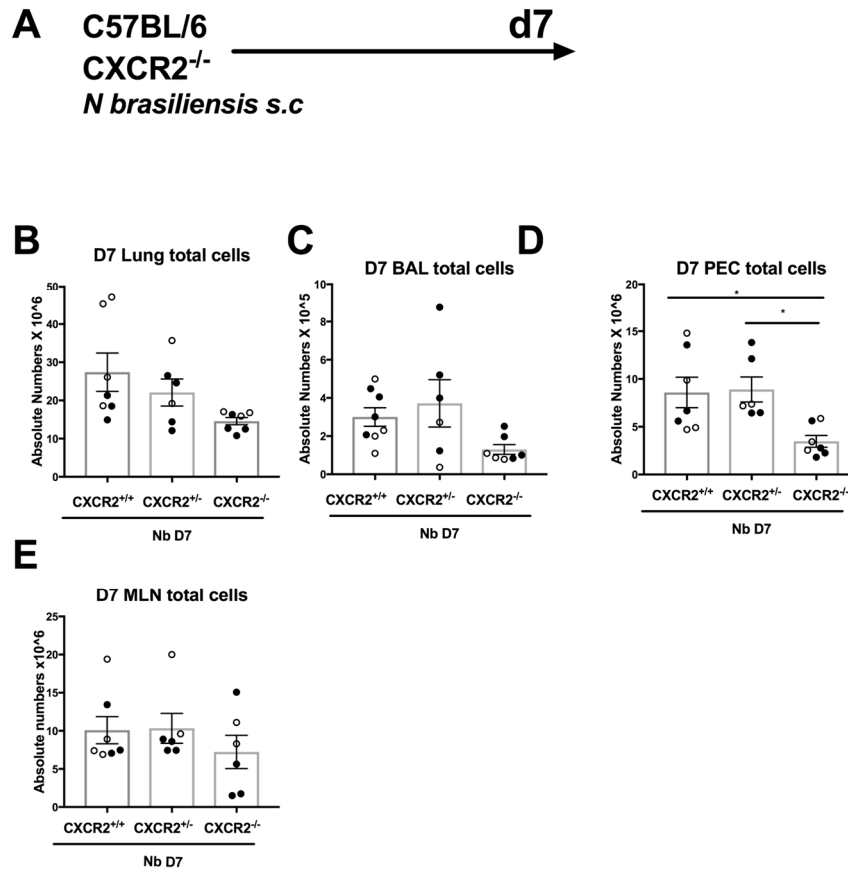 A
C57BL/6
d7
CXCR2-/-
N brasiliensis s.c
B
D7 Lung total cells
Absolute Numbers X 10^6
50
40
30
20
10
0
CXCR2+/+
CXCR2+/-
CXCR2-/-
Nb D7
C
D7 BAL total cells
Absolute Numbers X 10^5
10
8
6
4
2
0
CXCR2+/+
CXCR2+/-
CXCR2-/-
Nb D7
D
D7 PEC total cells
Absolute Numbers X 10^6
20
15
10
5
0
*
*
CXCR2+/+
CXCR2+/-
CXCR2-/-
Nb D7
E
D7 MLN total cells
Absolute numbers x10^6
25
20
15
10
5
0
CXCR2+/+
CXCR2+/-
CXCR2-/-
Nb D7